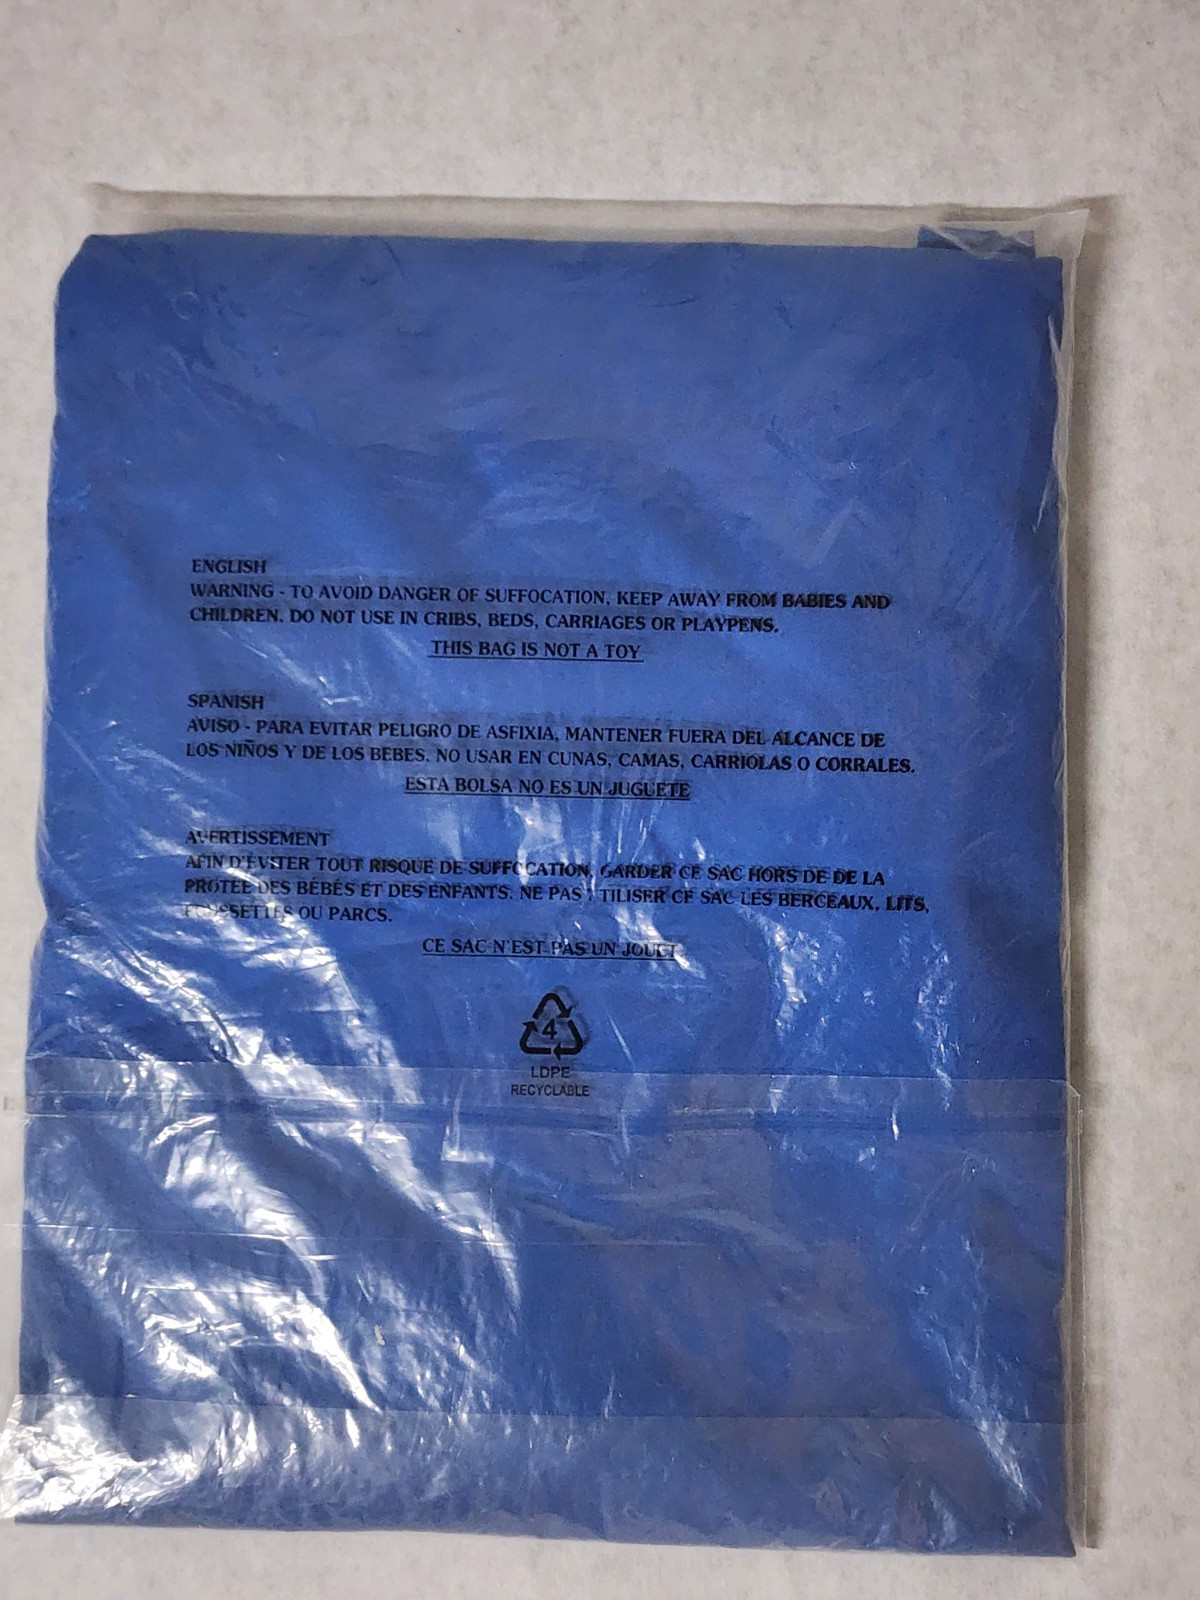 ENGLISH
WARNING - TO AVOID DANGER OF SUFFOCATION, KEEP AWAY FROM BABIES AND
CHILDREN. DO NOT USE IN CRIBS, BEDS, CARRIAGES OR PLAYPENS.
THIS BAG IS NOT A TOY
SPANISH
AVISO - PARA EVITAR PELIGRO DE ASFIXIA, MANTENER FUERA DEL ALCANCE DE
LOS NIÑOS Y DE LOS BEBES. NO USAR EN CUNAS, CAMAS, CARRIOLAS O CORRALES.
ESTA BOLSA NO ES UN JUGUETE
AVERTISSEMENT
AFIN D'ÉVITER TOUT RISQUE DE SUFFOCATION, GARDER CE SAC HORS DE DE LA
PROTEE DES BÉBÉS ET DES ENFANTS. NE PAS CE SAC LES BERCEAUX, LITS,
OU PARCS.
CE SAC N'EST PAS UN JOUET
4
LDPE
RECYCLABLE